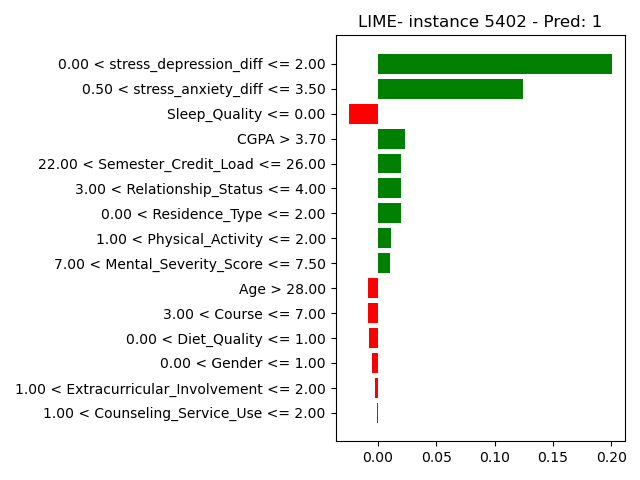 LIME- instance 5402 - Pred: 1
0.00 < stress_depression_diff <= 2.00
0.50 < stress_anxiety_diff <= 3.50
Sleep_Quality <= 0.00
CGPA > 3.70
22.00 < Semester_Credit_Load <= 26.00
3.00 < Relationship_Status <= 4.00
0.00 < Residence_Type <= 2.00
1.00 < Physical_Activity <= 2.00
7.00 < Mental_Severity_Score <= 7.50
Age > 28.00
3.00 < Course <= 7.00
0.00 < Diet_Quality <= 1.00
0.00 < Gender <= 1.00
1.00 < Extracurricular_Involvement <= 2.00
1.00 < Counseling_Service_Use <= 2.00
0.00 0.05 0.10 0.15 0.20